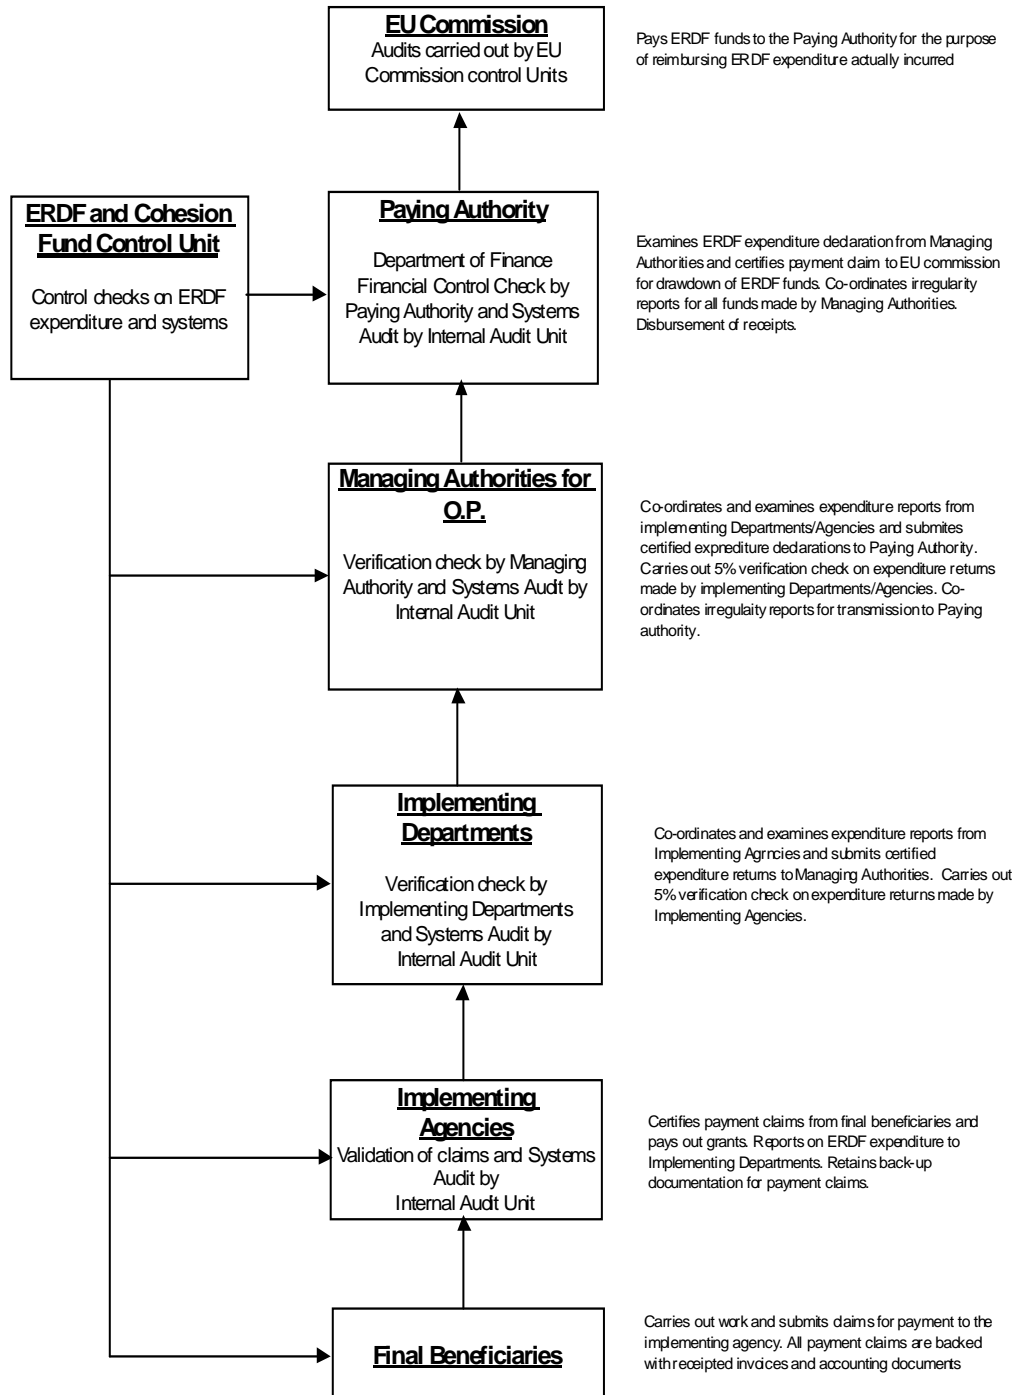 EU Commission
Audits carried out by EU
Commission control Units
Pays ERDF funds to the Paying Authority for the purpose
of reimbursing ERDF expenditure actually incurred
ERDF and Cohesion
Fund Control Unit
Control checks on ERDF
expenditure and systems
Paying Authority
Department of Finance
Financial Control Check by
Paying Authority and Systems
Audit by Internal Audit Unit
Examines ERDF expenditure declaration from Managing
Authorities and certifies payment claim to EU commission
for drawdown of ERDF funds. Co-ordinates irregularity
reports for all funds made by Managing Authorities.
Disbursement of receipts.
Managing Authorities for
O.P.
Verification check by Managing
Authority and Systems Audit by
Internal Audit Unit
Co-ordinates and examines expenditure reports from
implementing Departments/Agencies and submites
certified expnediture declarations to Paying Authority.
Carries out 5% verification check on expenditure returns
made by implementing Departments/Agencies. Co-
ordinates irregulaity reports for transmission to Paying
authority.
Implementing
Departments
Verification check by
Implementing Departments
and Systems Audit by
Internal Audit Unit
Co-ordinates and examines expenditure reports from
Implementing Agrncies and submits certified
expenditure returns to Managing Authorities. Carries out
5% verification check on expenditure returns made by
Implementing Agencies.
Implementing
Agencies
Validation of claims and Systems
Audit by
Internal Audit Unit
Certifies payment claims from final beneficiaries and
pays out grants. Reports on ERDF expenditure to
Implementing Departments. Retains back-up
documentation for payment claims.
Final Beneficiaries
Carries out work and submits claims for payment to the
implementing agency. All payment claims are backed
with receipted invoices and accounting documents